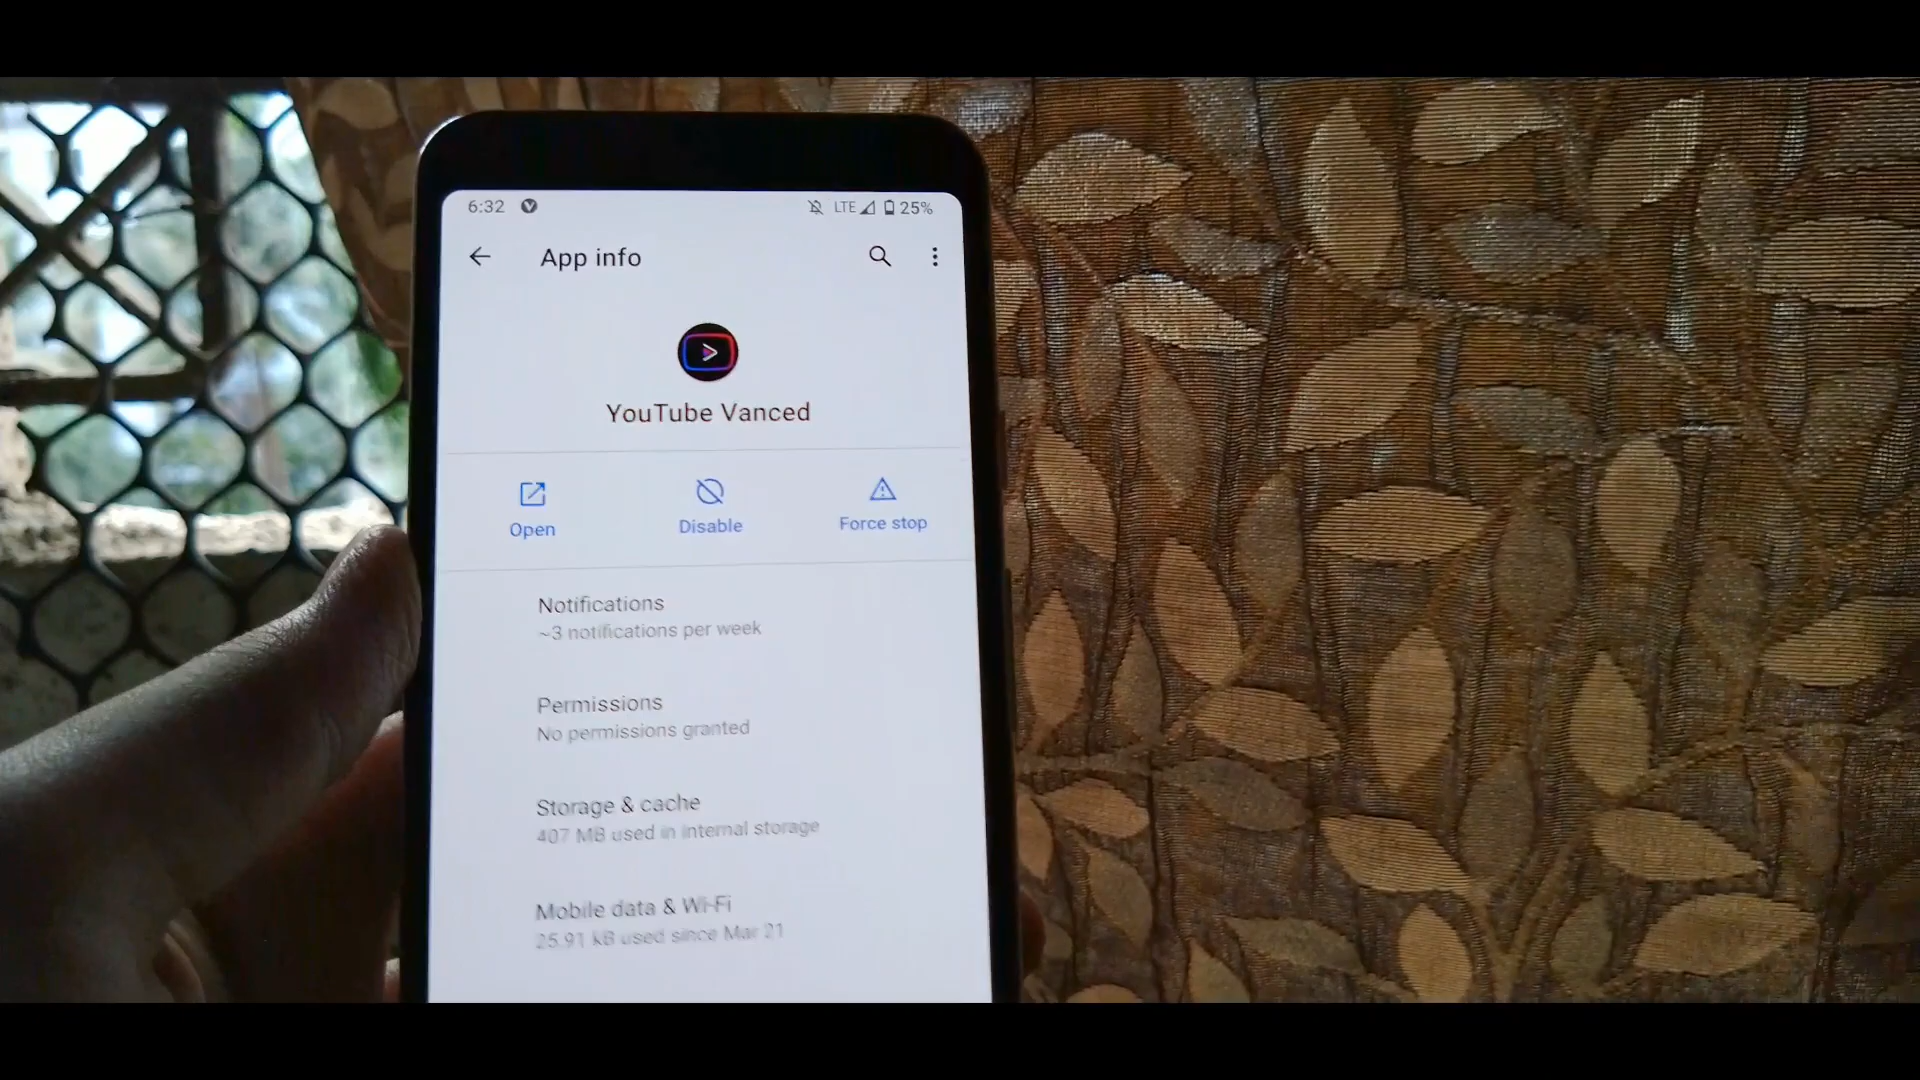 6:32 LTE 25%
App info
YouTube Vanced
Open Disable Force stop
Notifications
~3 notifications per week
Permissions
No permissions granted
Storage & cache
407 MB used in internal storage
Mobile data & Wi-Fi
25.91 kB used since Mar 21